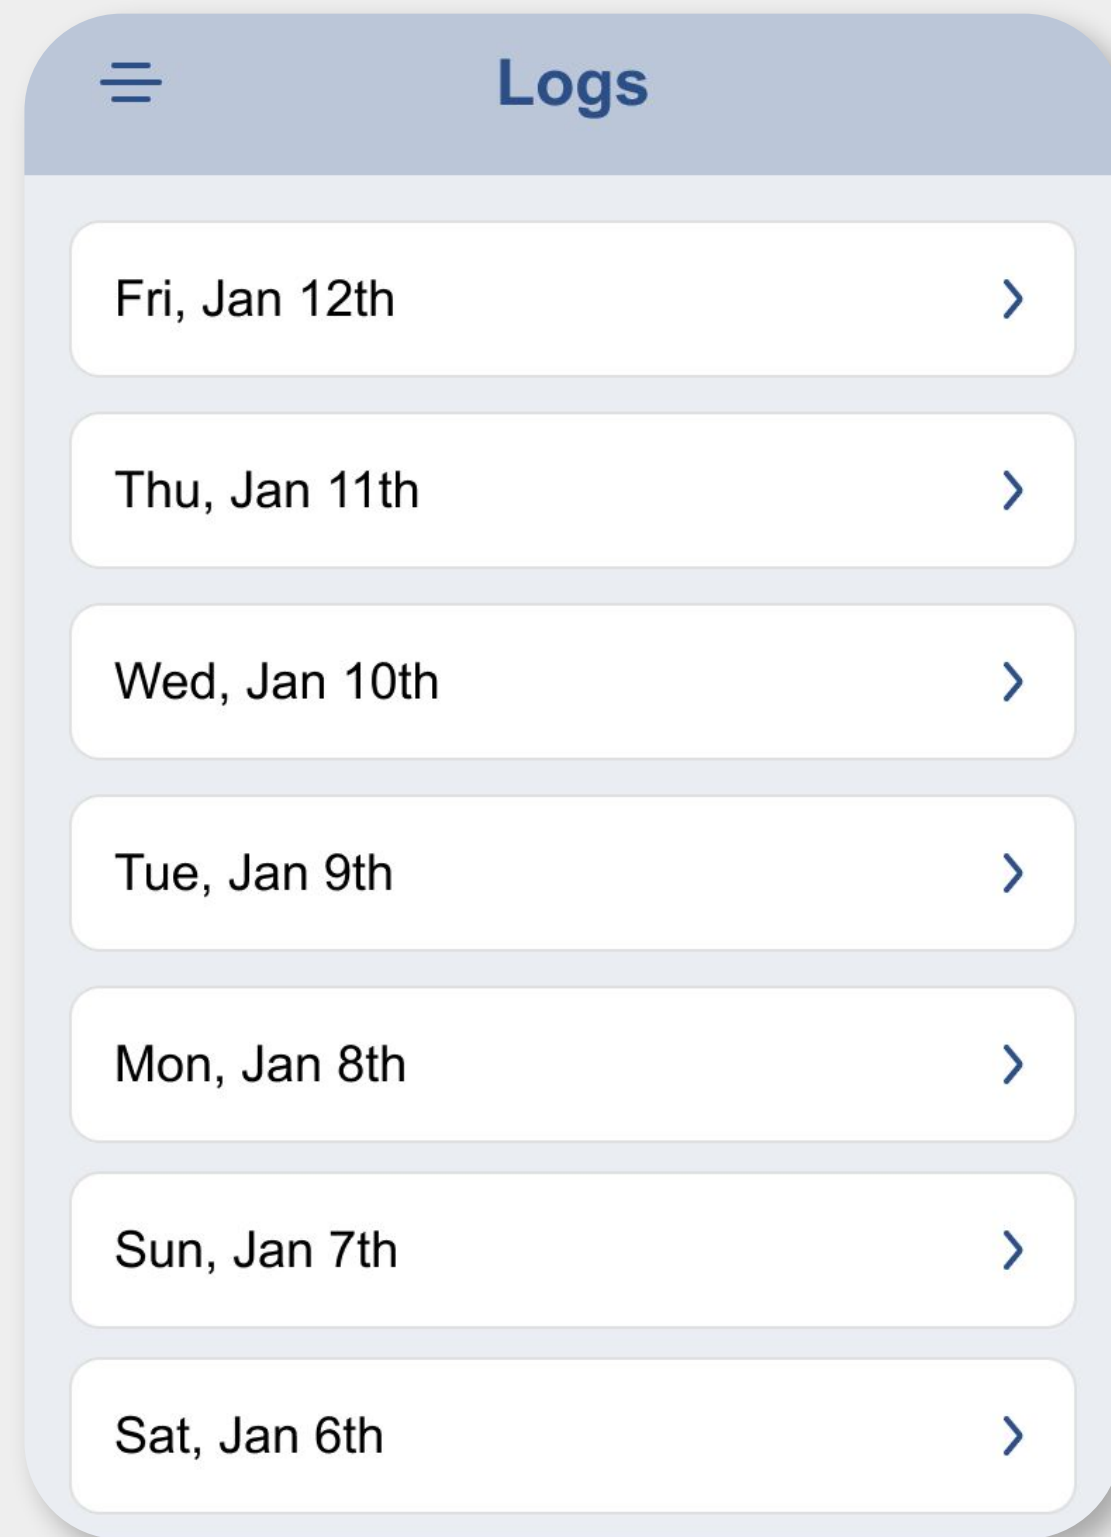 Logs
Fri, Jan 12th
Thu, Jan 11th
Wed, Jan 10th
Tue, Jan 9th
Mon, Jan 8th
Sun, Jan 7th
Sat, Jan 6th